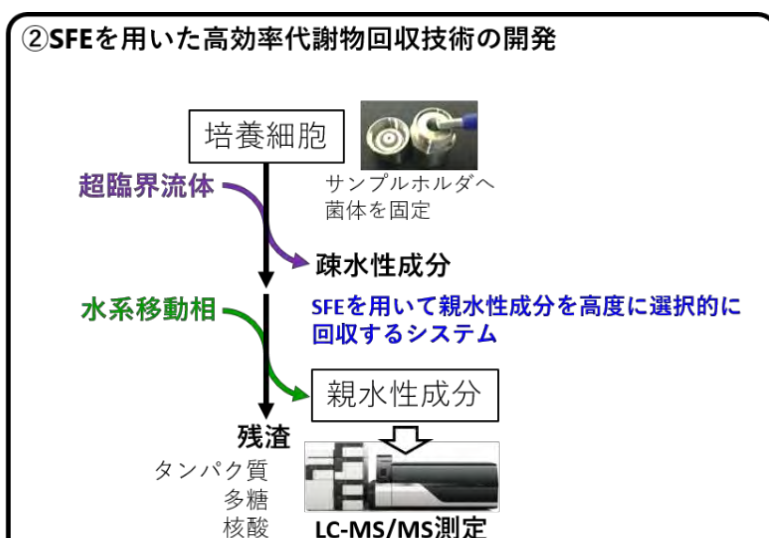 ②SFEを用いた高効率代謝物回収技術の開発
培養細胞
サンプルホルダへ
菌体を固定
超臨界流体
疎水性成分
水系移動相
SFEを用いて親水性成分を高度に選択的に
回収するシステム
親水性成分
残渣
タンパク質
多糖
核酸
LC-MS/MS測定